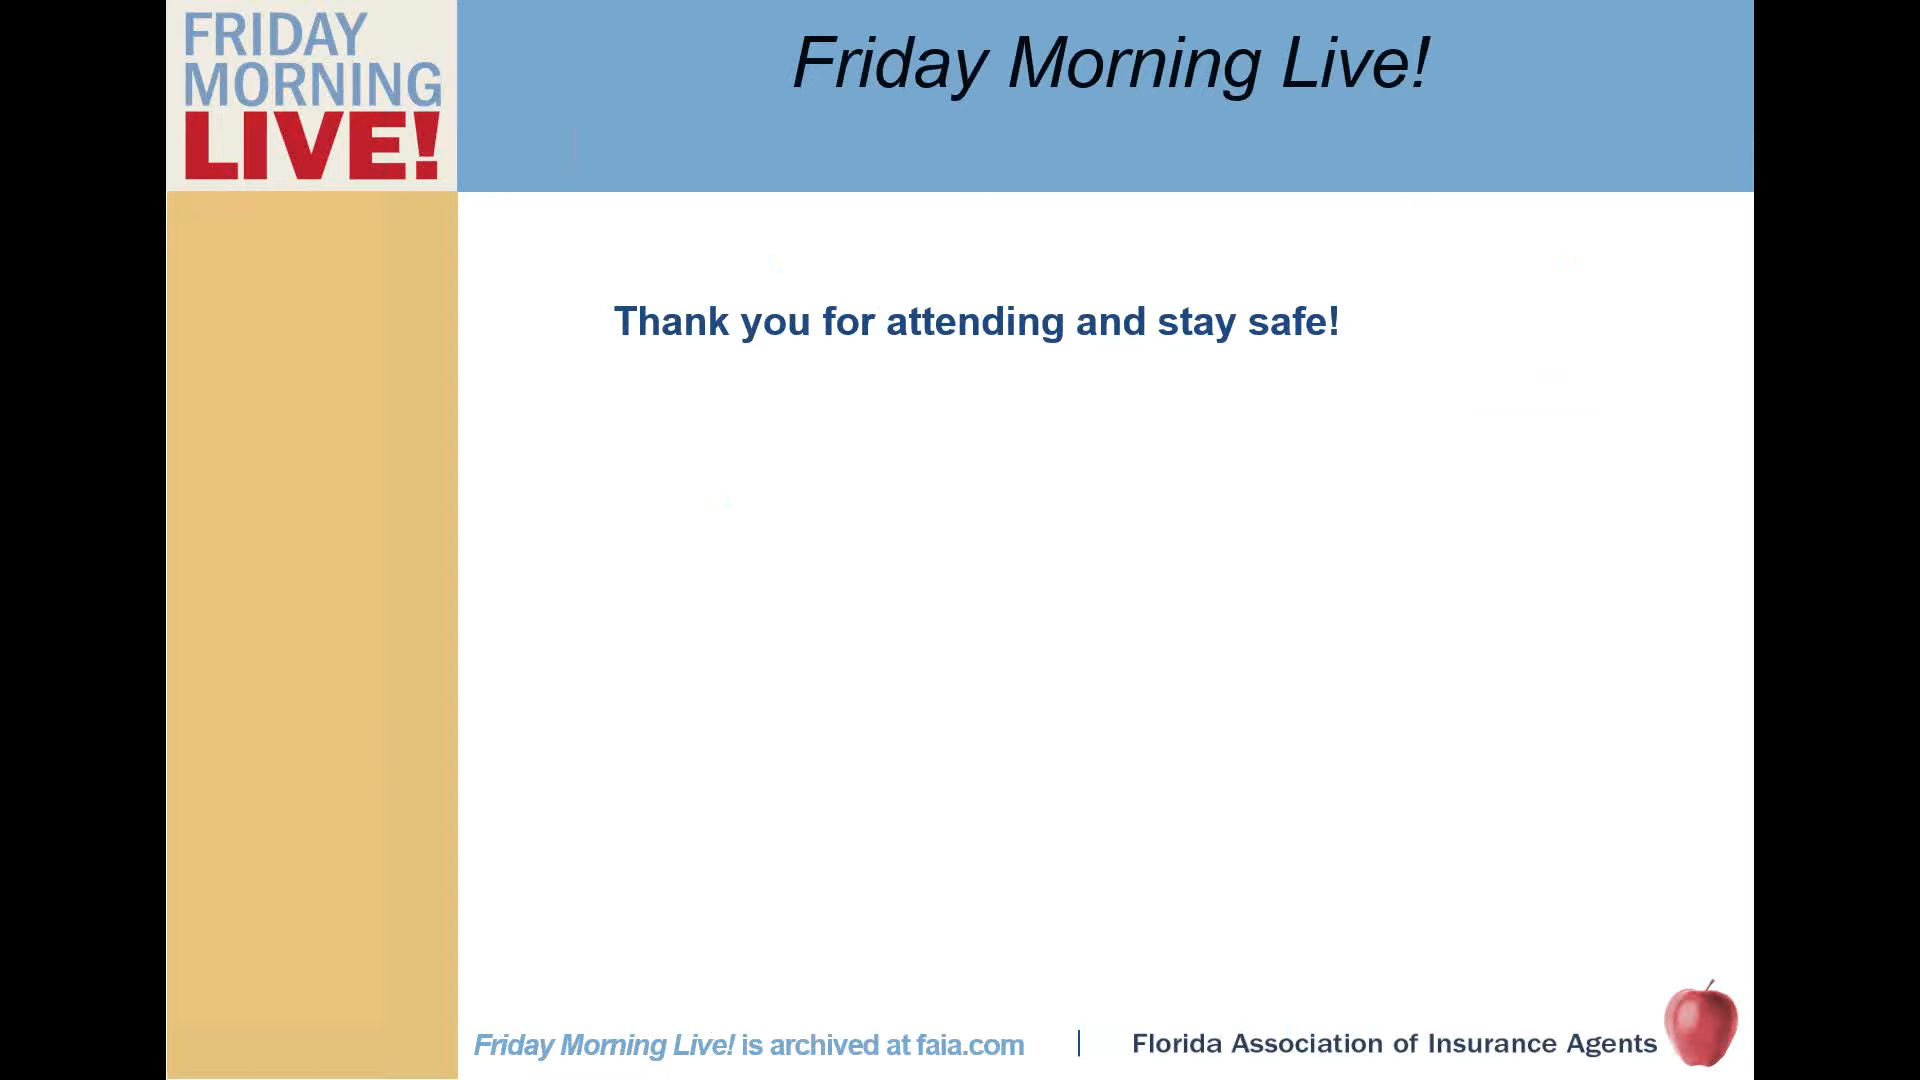 FRIDAY
MORNING
LIVE!
Friday Morning Live!
Thank you for attending and stay safe!
Friday Morning Live! is archived at faia.com
Florida Association of Insurance Agents